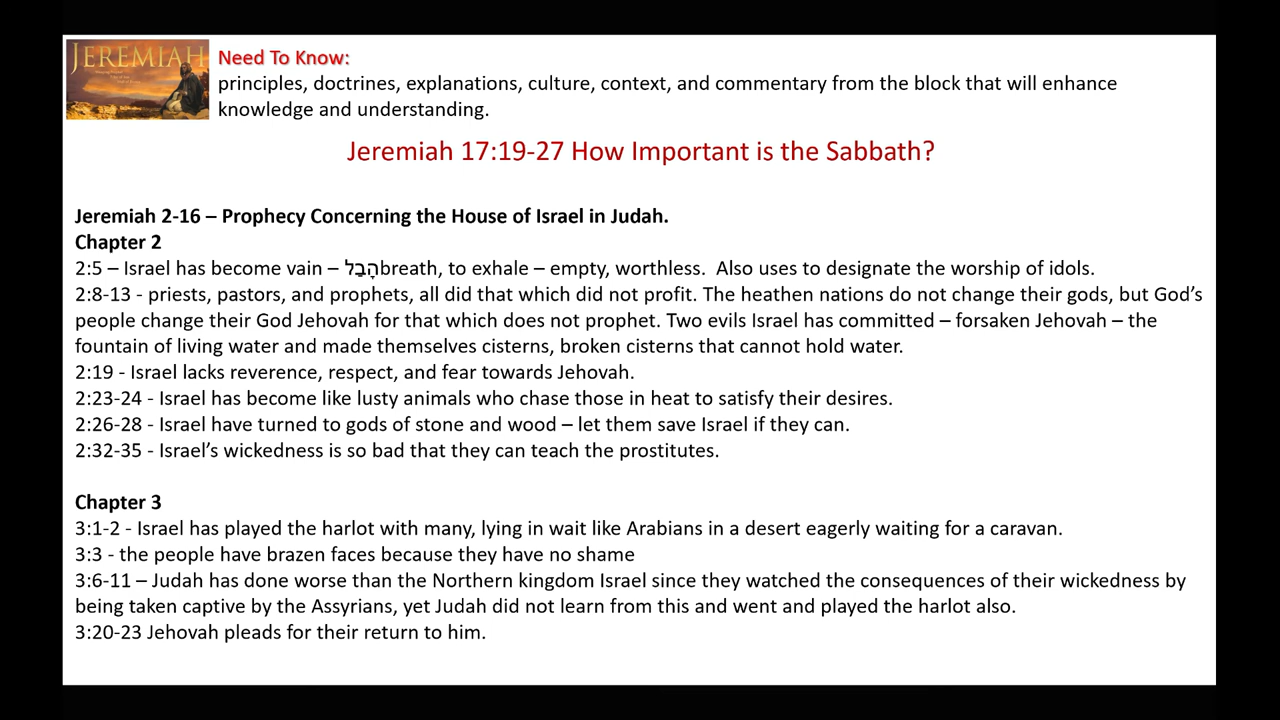 JEREMIAH
Need To Know:
principles, doctrines, explanations, culture, context, and commentary from the block that will enhance
knowledge and understanding.
Jeremiah 17:19-27 How Important is the Sabbath?
Jeremiah 2-16 – Prophecy Concerning the House of Israel in Judah.
Chapter 2
2:5 – Israel has become vain – הָבַל breath, to exhale – empty, worthless.  Also uses to designate the worship of idols.
2:8-13 - priests, pastors, and prophets, all did that which did not profit. The heathen nations do not change their gods, but God’s
people change their God Jehovah for that which does not prophet. Two evils Israel has committed – forsaken Jehovah – the
fountain of living water and made themselves cisterns, broken cisterns that cannot hold water.
2:19 - Israel lacks reverence, respect, and fear towards Jehovah.
2:23-24 - Israel has become like lusty animals who chase those in heat to satisfy their desires.
2:26-28 - Israel have turned to gods of stone and wood – let them save Israel if they can.
2:32-35 - Israel’s wickedness is so bad that they can teach the prostitutes.
Chapter 3
3:1-2 - Israel has played the harlot with many, lying in wait like Arabians in a desert eagerly waiting for a caravan.
3:3 - the people have brazen faces because they have no shame
3:6-11 – Judah has done worse than the Northern kingdom Israel since they watched the consequences of their wickedness by
being taken captive by the Assyrians, yet Judah did not learn from this and went and played the harlot also.
3:20-23 Jehovah pleads for their return to him.